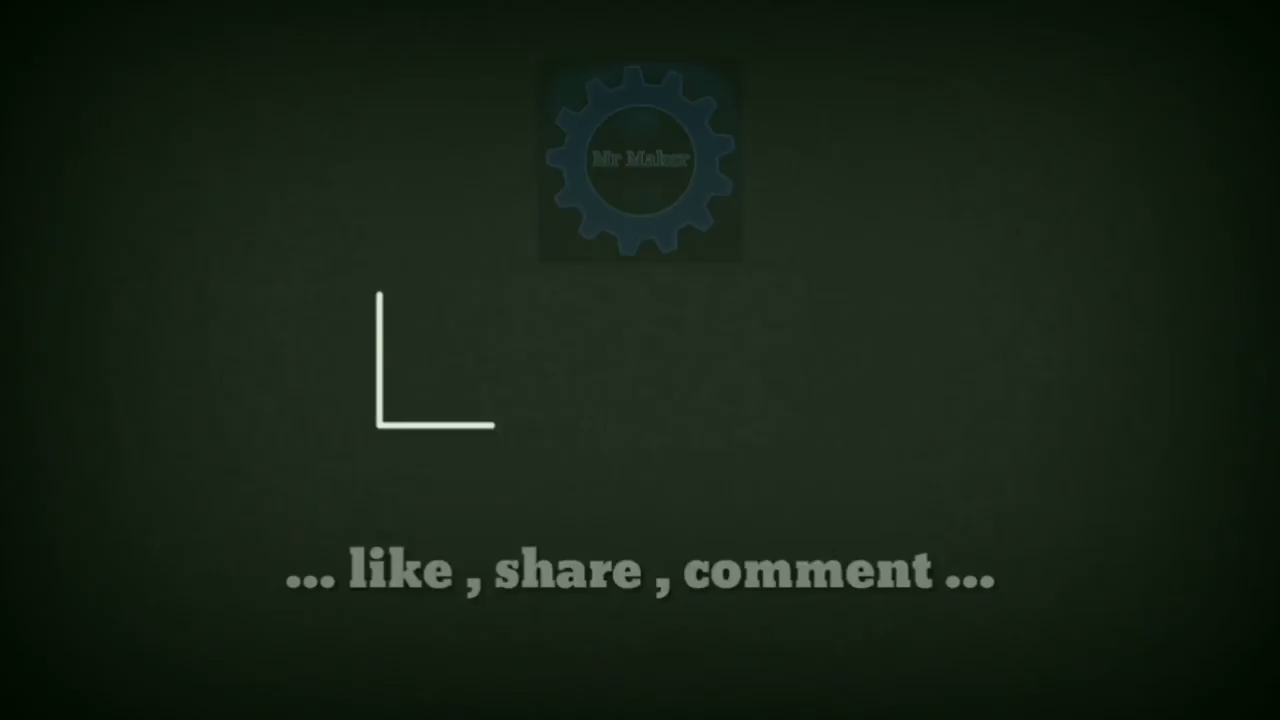 Mr Maker
... like , share , comment ...